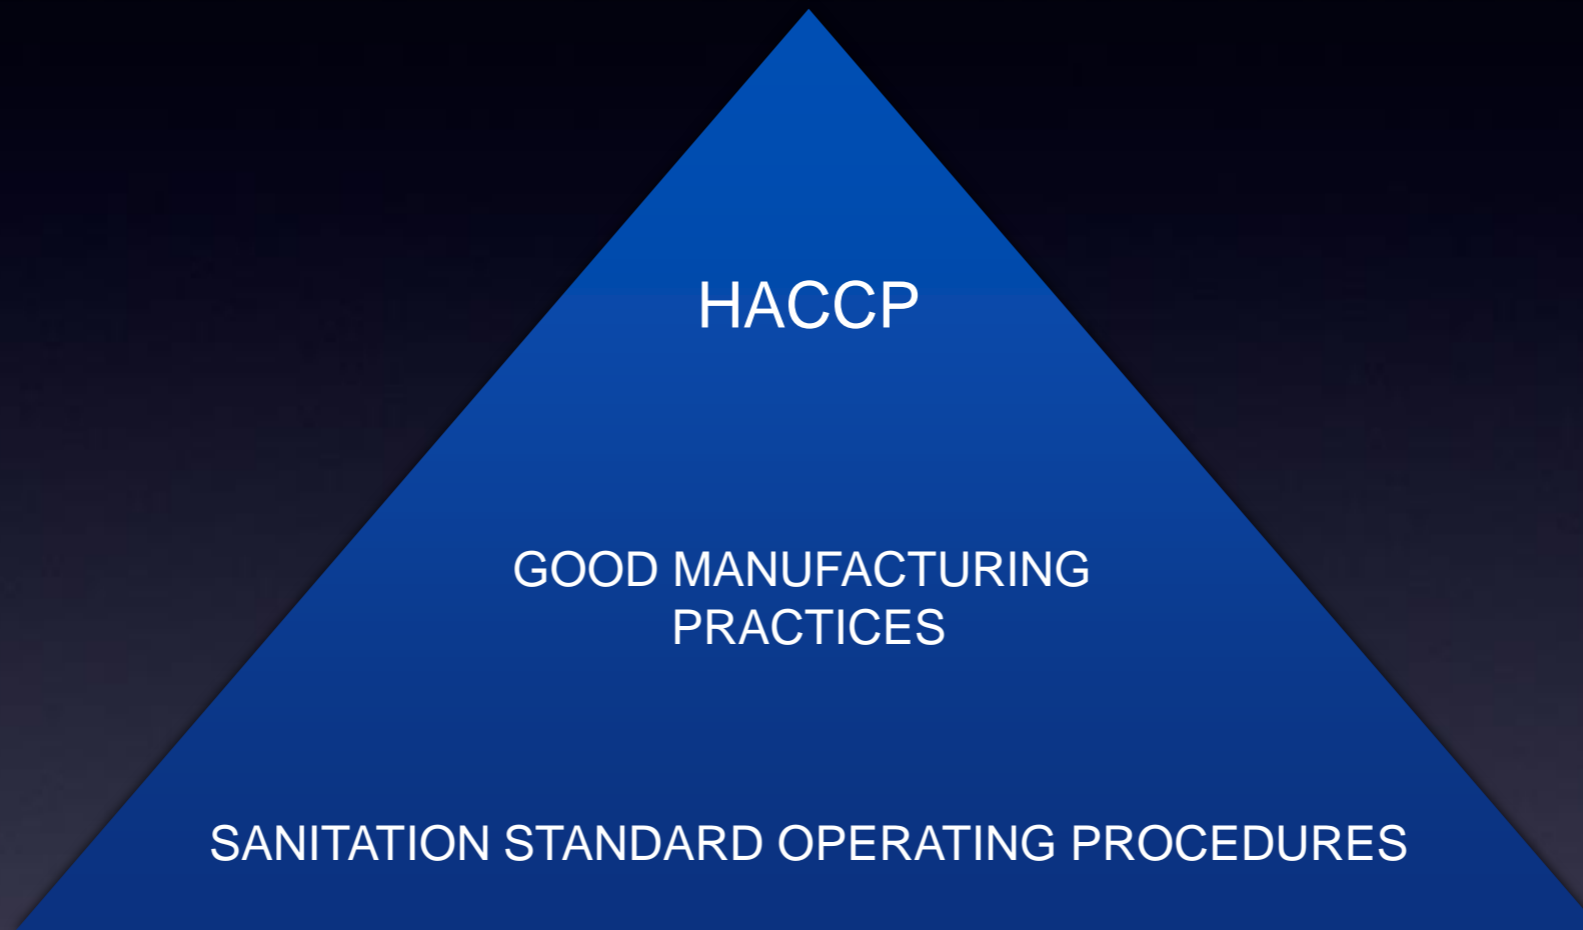 HACCP
GOOD MANUFACTURING
PRACTICES
SANITATION STANDARD OPERATING PROCEDURES